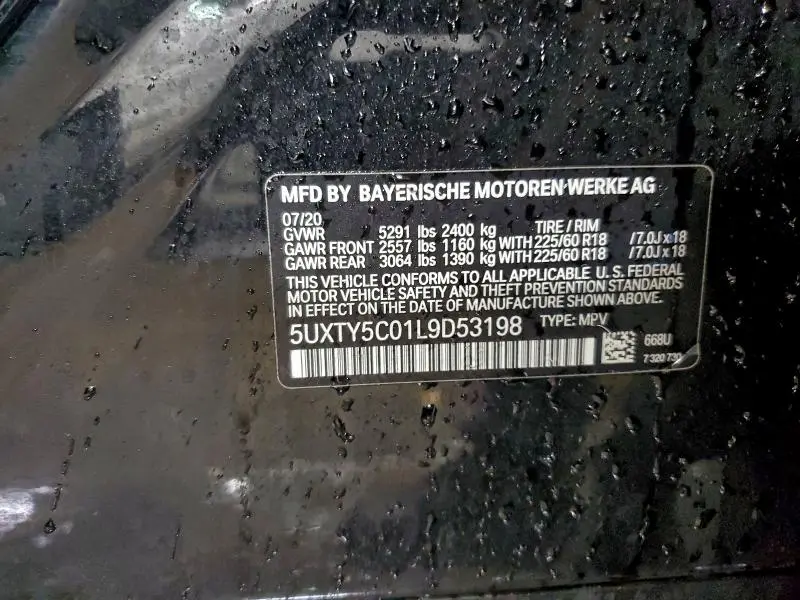 MFD BY BAYERISCHE MOTOREN WERKE AG
07/20
GVWR 5291 lbs 2400 kg TIRE / RIM
GAWR FRONT 2557 lbs 1160 kg WITH 225/60 R18 /7.0J x 18
GAWR REAR 3064 lbs 1390 kg WITH 225/60 R18 /7.0J x 18
THIS VEHICLE CONFORMS TO ALL APPLICABLE U.S. FEDERAL
MOTOR VEHICLE SAFETY AND THEFT PREVENTION STANDARDS
IN EFFECT ON THE DATE OF MANUFACTURE SHOWN ABOVE.
5UXTY5C01L9D53198 TYPE: MPV
668U
7 320 730